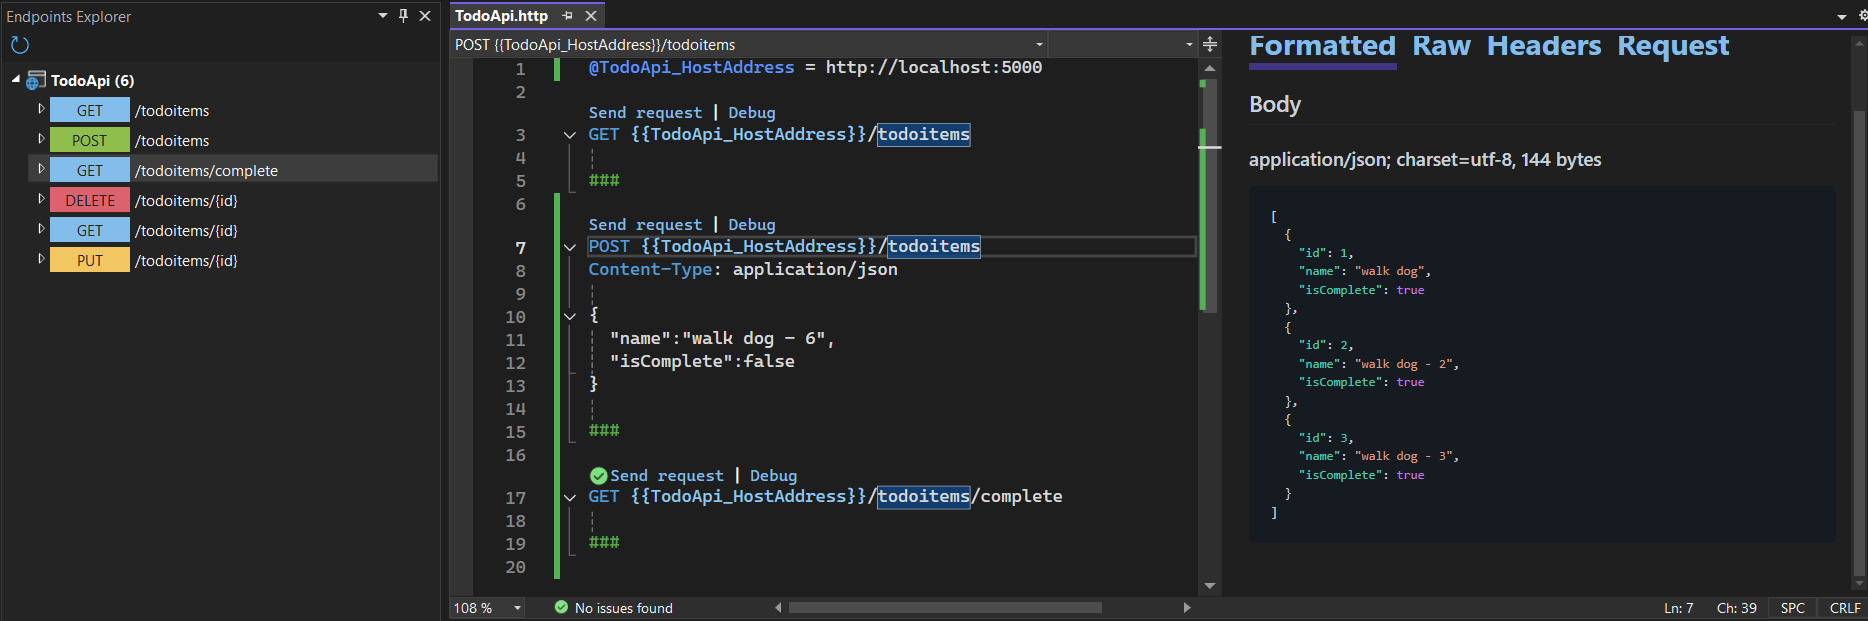 Endpoints Explorer
TodoApi (6)
GET /todoitems
POST /todoitems
GET /todoitems/complete
DELETE /todoitems/{id}
GET /todoitems/{id}
PUT /todoitems/{id}
TodoApi.http
POST {{TodoApi_HostAddress}}/todoitems
1 @TodoApi_HostAddress = http://localhost:5000
2
Send request | Debug
3 GET {{TodoApi_HostAddress}}/todoitems
4
5 ###
6
Send request | Debug
7 POST {{TodoApi_HostAddress}}/todoitems
8 Content-Type: application/json
9
10 {
11 "name":"walk dog - 6",
12 "isComplete":false
13 }
14
15 ###
16
Send request | Debug
17 GET {{TodoApi_HostAddress}}/todoitems/complete
18
19 ###
20
108 % No issues found
Formatted Raw Headers Request
Body
application/json; charset=utf-8, 144 bytes
[
{
"id": 1,
"name": "walk dog",
"isComplete": true
},
{
"id": 2,
"name": "walk dog - 2",
"isComplete": true
},
{
"id": 3,
"name": "walk dog - 3",
"isComplete": true
}
]
Ln: 7 Ch: 39 SPC CRLF